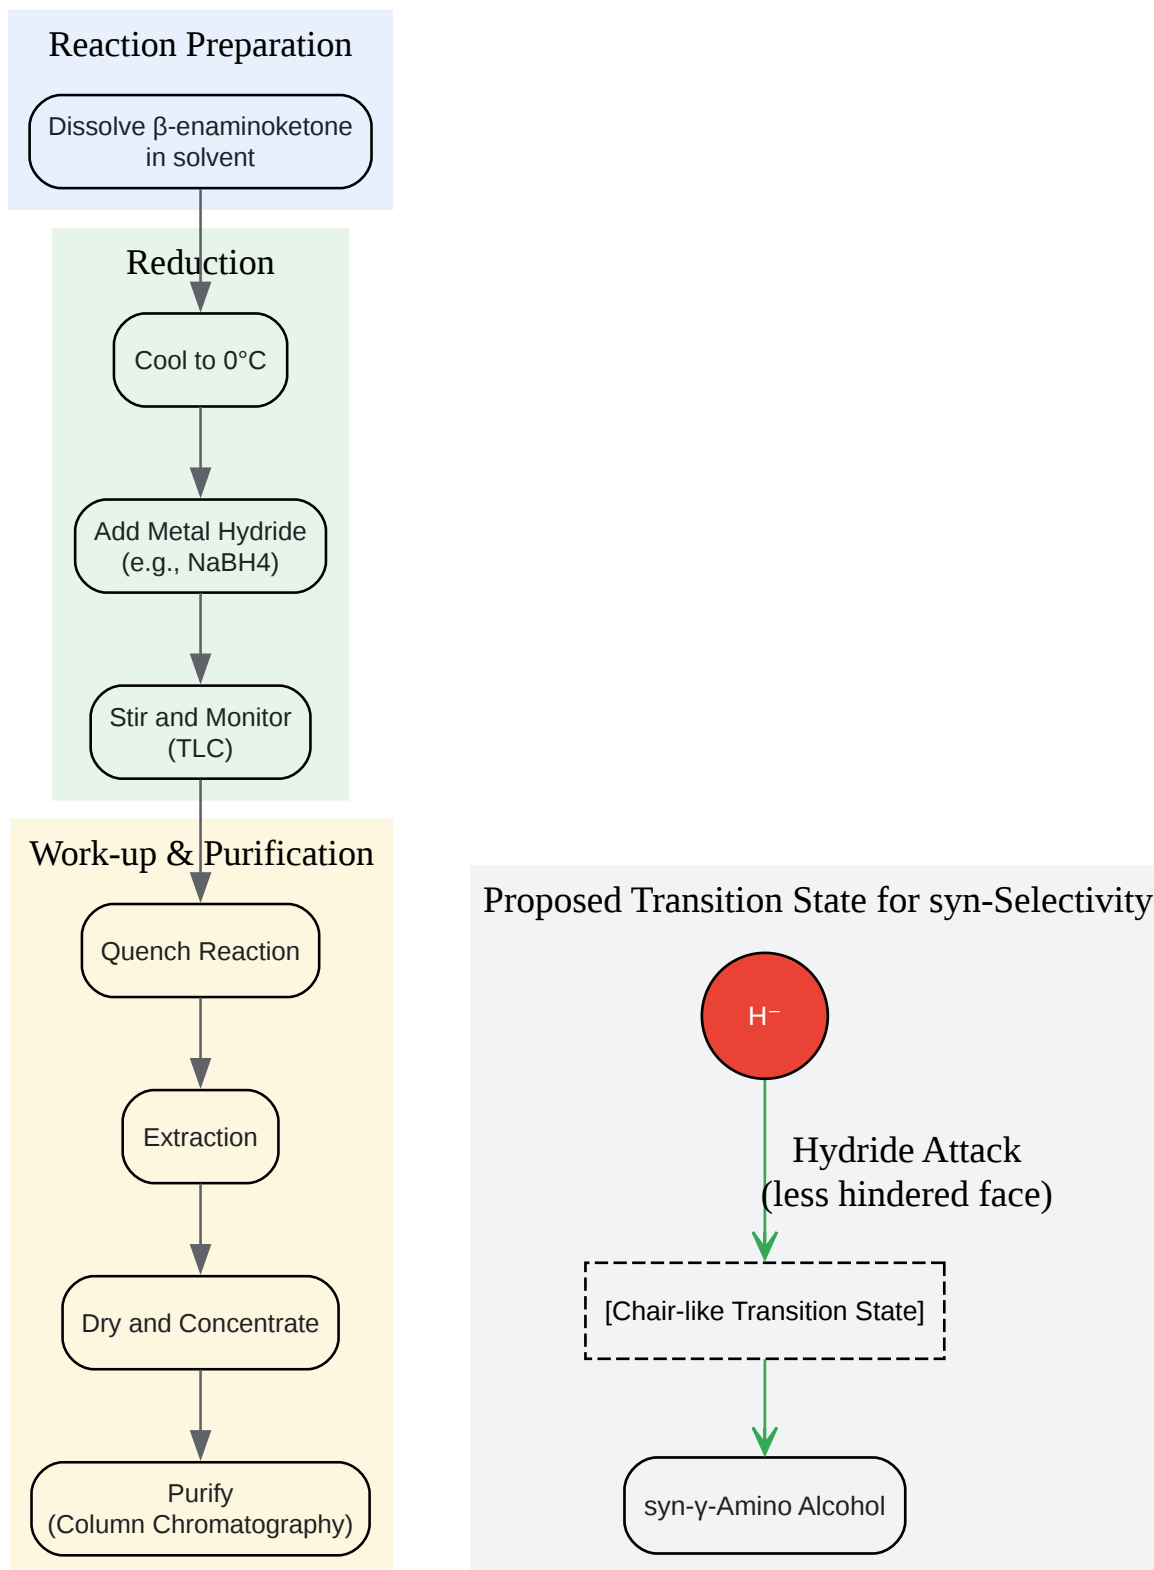 Reaction Preparation
Dissolve β-enaminoketone
in solvent
Reduction
Cool to 0°C
Add Metal Hydride
(e.g., NaBH4)
Stir and Monitor
(TLC)
Work-up & Purification
Quench Reaction
Extraction
Dry and Concentrate
Purify
(Column Chromatography)
Proposed Transition State for syn-Selectivity
H⁻
Hydride Attack
(less hindered face)
[Chair-like Transition State]
syn-γ-Amino Alcohol